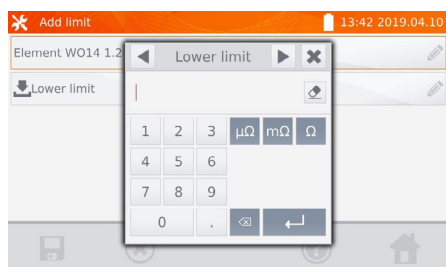 Add limit
13:42 2019.04.10
Element WO14 1.2
Lower limit
Lower limit
1 2 3 μΩ mΩ Ω
4 5 6
7 8 9
0 .